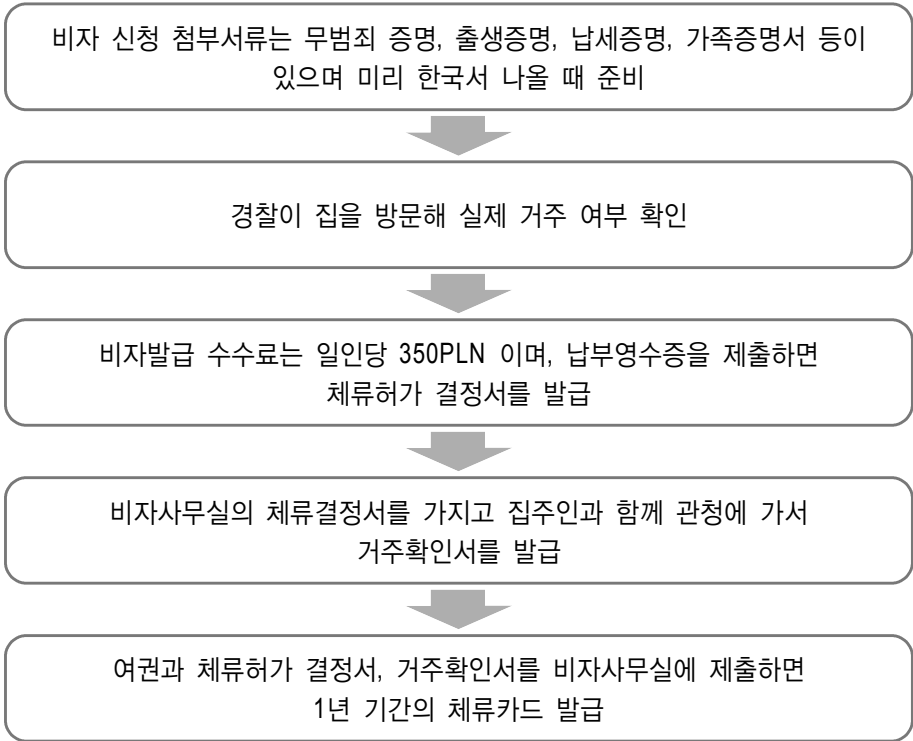 비자 신청 첨부서류는 무범죄 증명, 출생증명, 납세증명, 가족증명서 등이
있으며 미리 한국서 나올 때 준비
경찰이 집을 방문해 실제 거주 여부 확인
비자발급 수수료는 일인당 350PLN 이며, 납부영수증을 제출하면
체류허가 결정서를 발급
비자사무실의 체류결정서를 가지고 집주인과 함께 관청에 가서
거주확인서를 발급
여권과 체류허가 결정서, 거주확인서를 비자사무실에 제출하면
1년 기간의 체류카드 발급